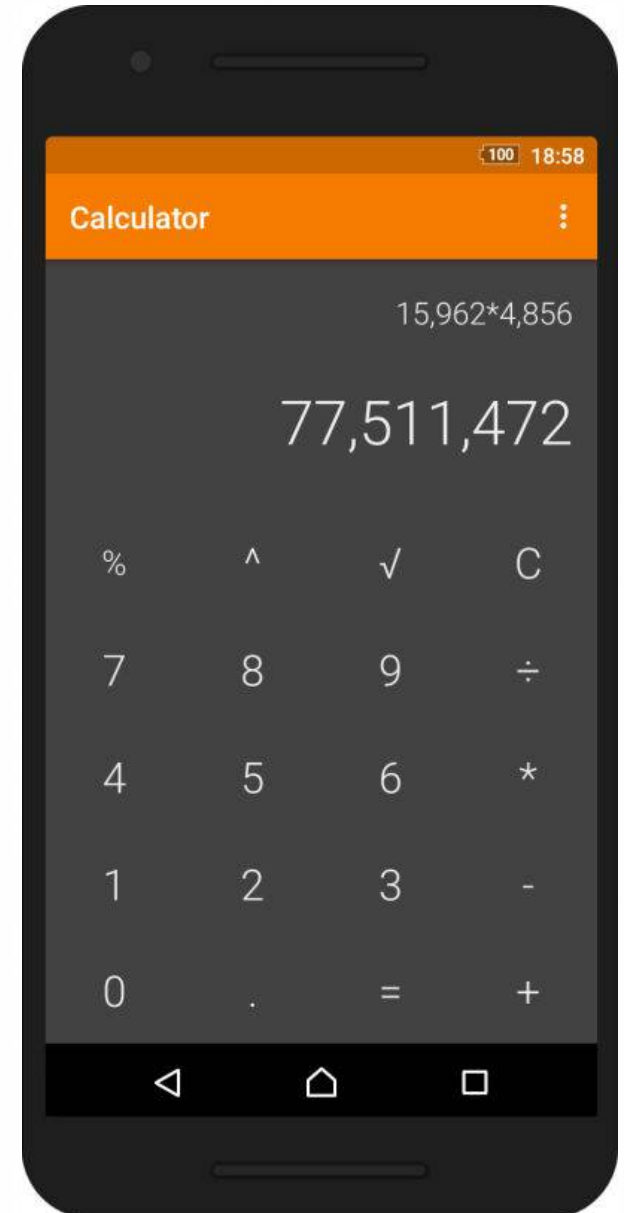 100 18:58
Calculator
15,962*4,856
77,511,472
% ^ √ C
7 8 9 ÷
4 5 6 *
1 2 3 -
0 . = +